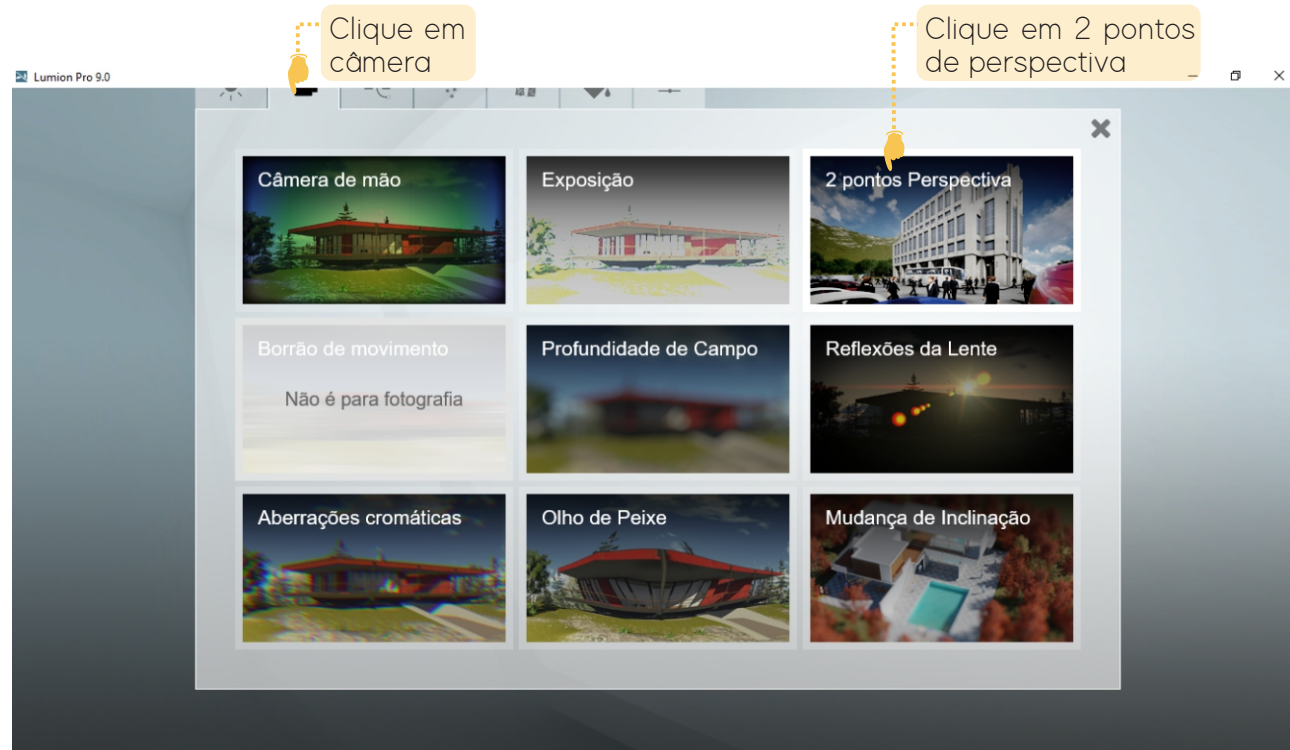 Clique em
câmera
Clique em 2 pontos
de perspectiva
Lumion Pro 9.0
Câmera de mão
Exposição
2 pontos Perspectiva
Borrão de movimento
Não é para fotografia
Profundidade de Campo
Reflexões da Lente
Aberrações cromáticas
Olho de Peixe
Mudança de Inclinação